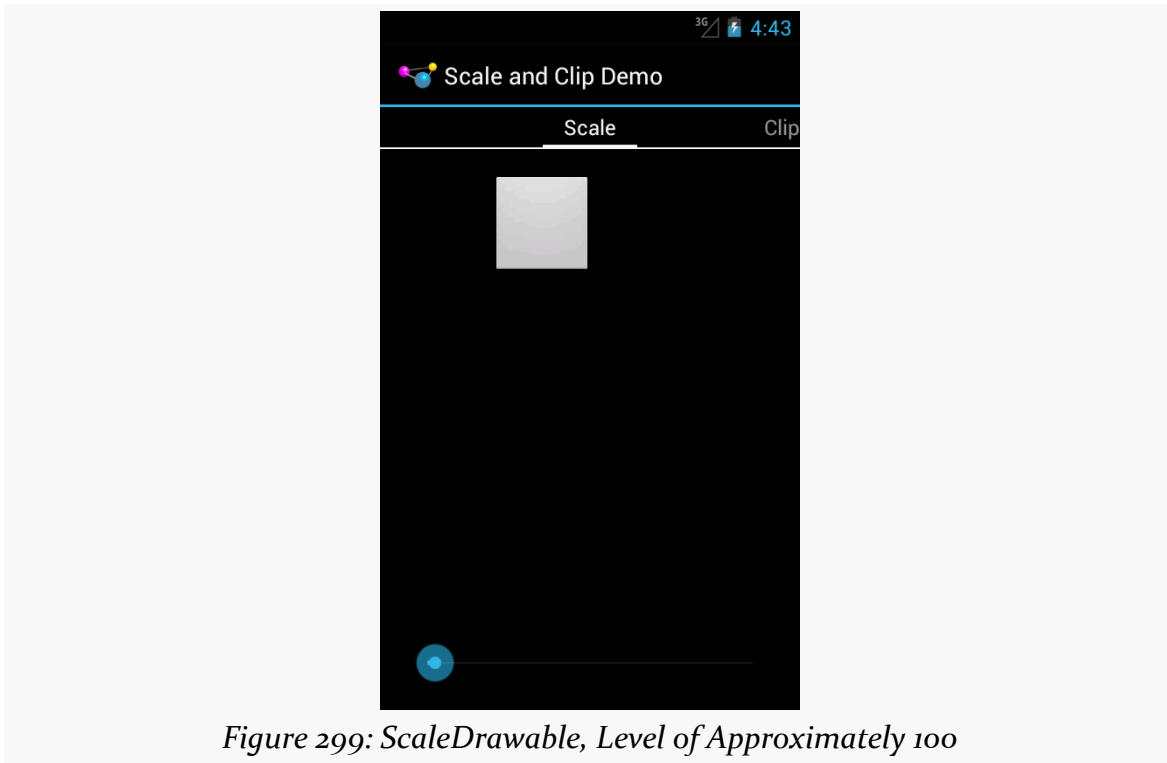 3G 4:43
Scale and Clip Demo
Scale Clip
Figure 299: ScaleDrawable, Level of Approximately 100